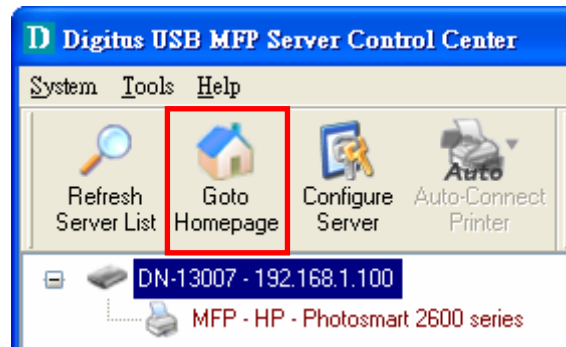 D Digitus USB MFP Server Control Center
System Tools Help
Auto
Refresh Goto Configure Auto-Connect
Server List Homepage Server Printer
DN-13007 - 192.168.1.100
MFP - HP - Photosmart 2600 series